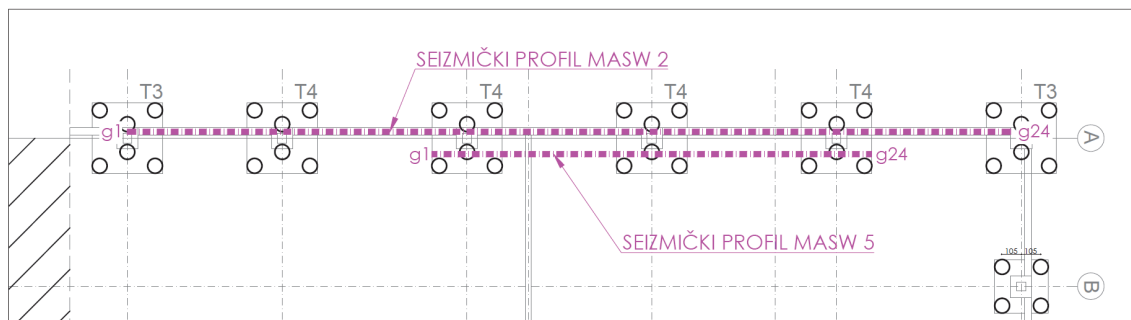 SEIZMIČKI PROFIL MASW 2
T3
T4
T4
T4
T4
T3
g1
g24
A
g1
g24
SEIZMIČKI PROFIL MASW 5
105
105
B